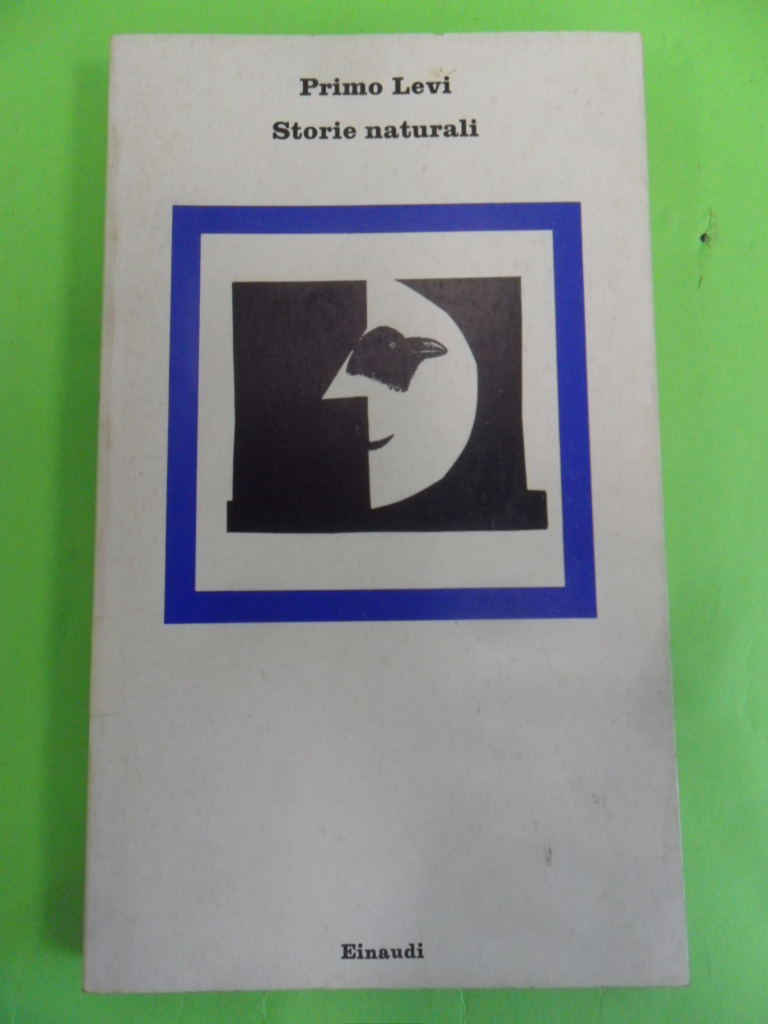 Primo Levi
Storie naturali
Einaudi